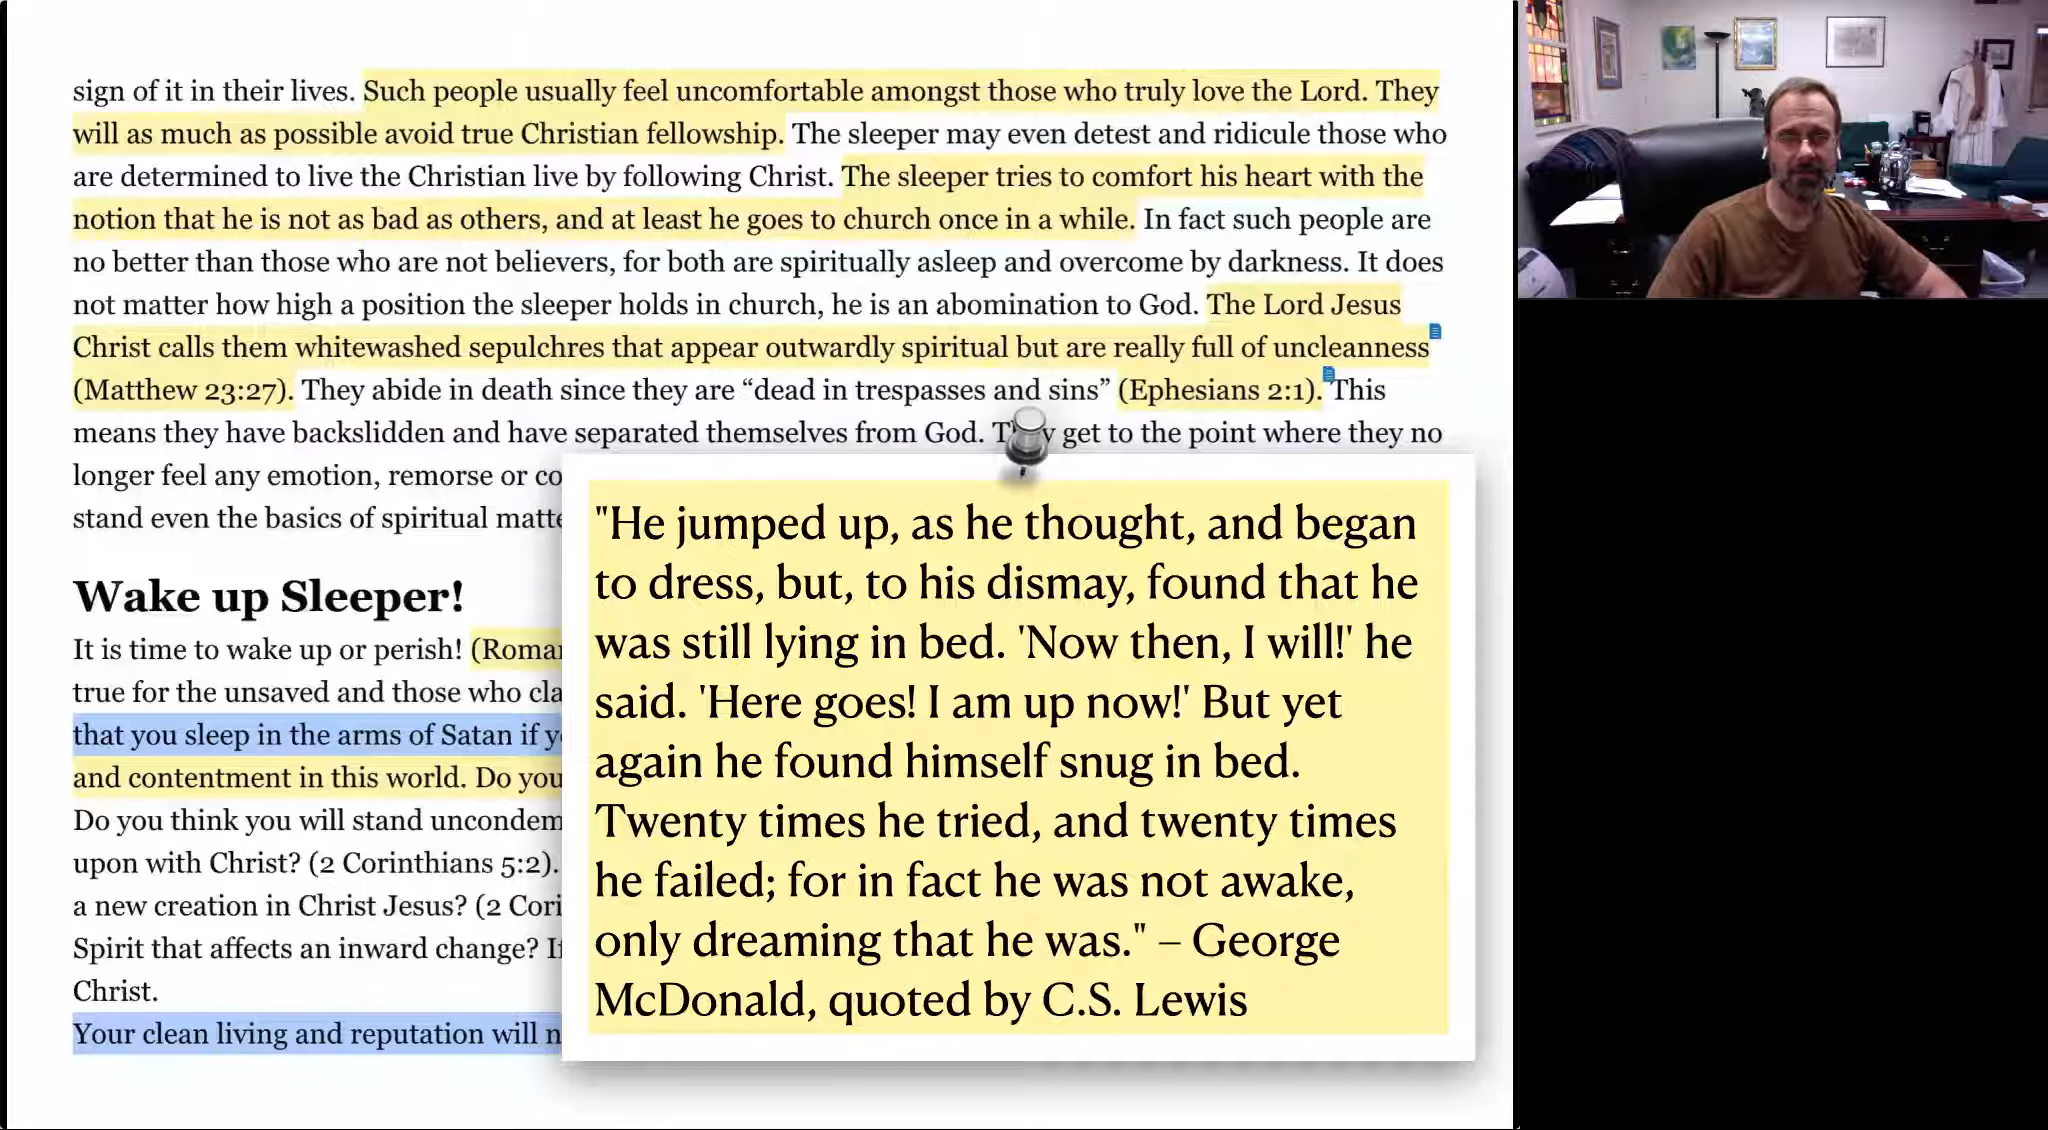 sign of it in their lives. Such people usually feel uncomfortable amongst those who truly love the Lord. They
will as much as possible avoid true Christian fellowship. The sleeper may even detest and ridicule those who
are determined to live the Christian live by following Christ. The sleeper tries to comfort his heart with the
notion that he is not as bad as others, and at least he goes to church once in a while. In fact such people are
no better than those who are not believers, for both are spiritually asleep and overcome by darkness. It does
not matter how high a position the sleeper holds in church, he is an abomination to God. The Lord Jesus
Christ calls them whitewashed sepulchres that appear outwardly spiritual but are really full of uncleanness
(Matthew 23:27). They abide in death since they are “dead in trespasses and sins” (Ephesians 2:1). This
means they have backslidden and have separated themselves from God. They get to the point where they no
longer feel any emotion, remorse or
stand even the basics of spiritual
Wake up Sleeper!
It is time to wake up or perish!
true for the unsaved and those who
that you sleep in the arms of Satan if
and contentment in this world. Do you
Do you think you will stand
upon with Christ? (2 Corinthians 5:2).
a new creation in Christ Jesus? (2
Spirit that affects an inward change?
Christ.
Your clean living and reputation will
"He jumped up, as he thought, and began
to dress, but, to his dismay, found that he
was still lying in bed. 'Now then, I will!' he
said. 'Here goes! I am up now!' But yet
again he found himself snug in bed.
Twenty times he tried, and twenty times
he failed; for in fact he was not awake,
only dreaming that he was." – George
McDonald, quoted by C.S. Lewis